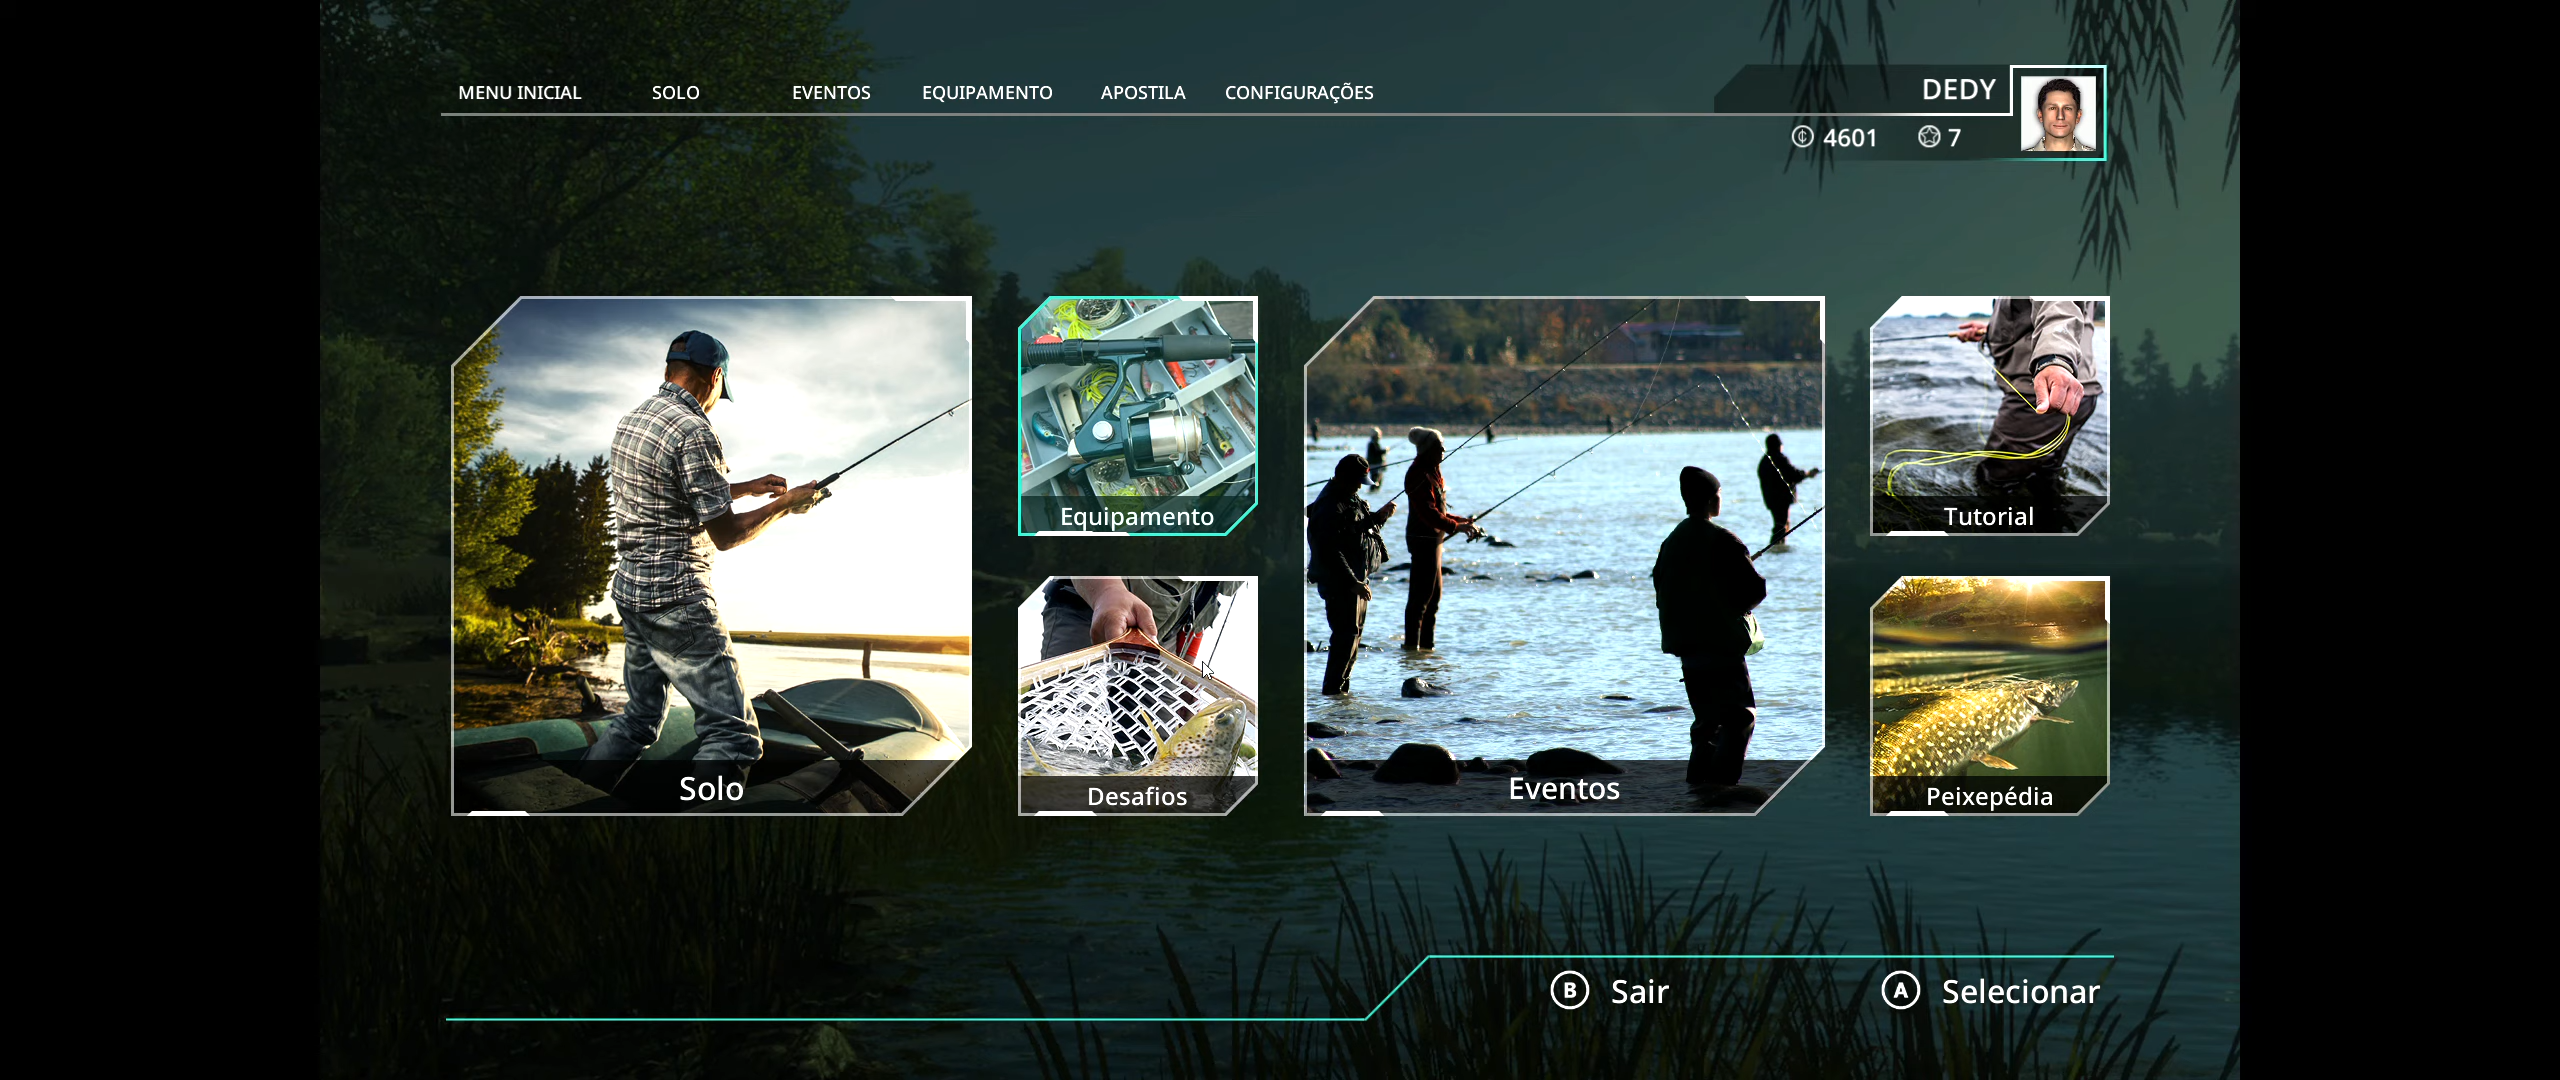 MENU INICIAL SOLO EVENTOS EQUIPAMENTO APOSTILA CONFIGURAÇÕES
DEDY
4601 7
Equipamento
Tutorial
Solo
Desafios
Eventos
Peixepédia
B Sair A Selecionar